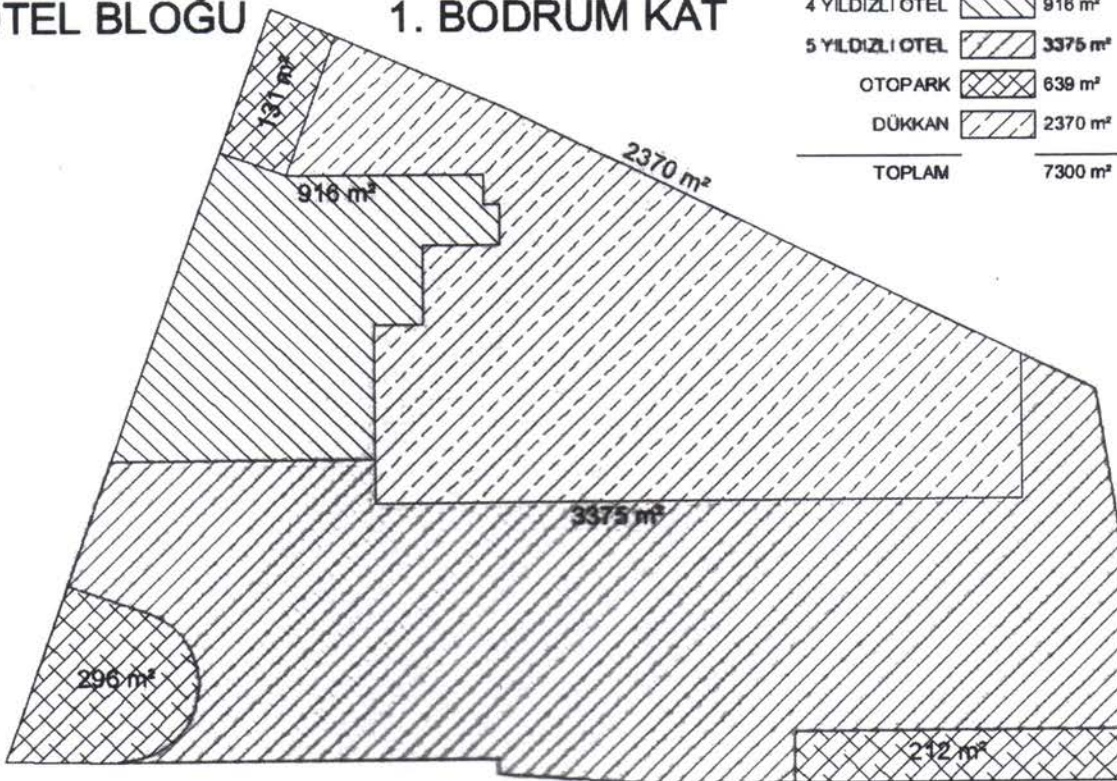 OTEL BLOĞU
1. BODRUM KAT
4 YILDIZLI OTEL 916 m²
5 YILDIZLI OTEL 3375 m²
OTOPARK 639 m²
DÜKKAN 2370 m²
TOPLAM 7300 m²
131 m²
2370 m²
916 m²
3375 m²
296 m²
212 m²